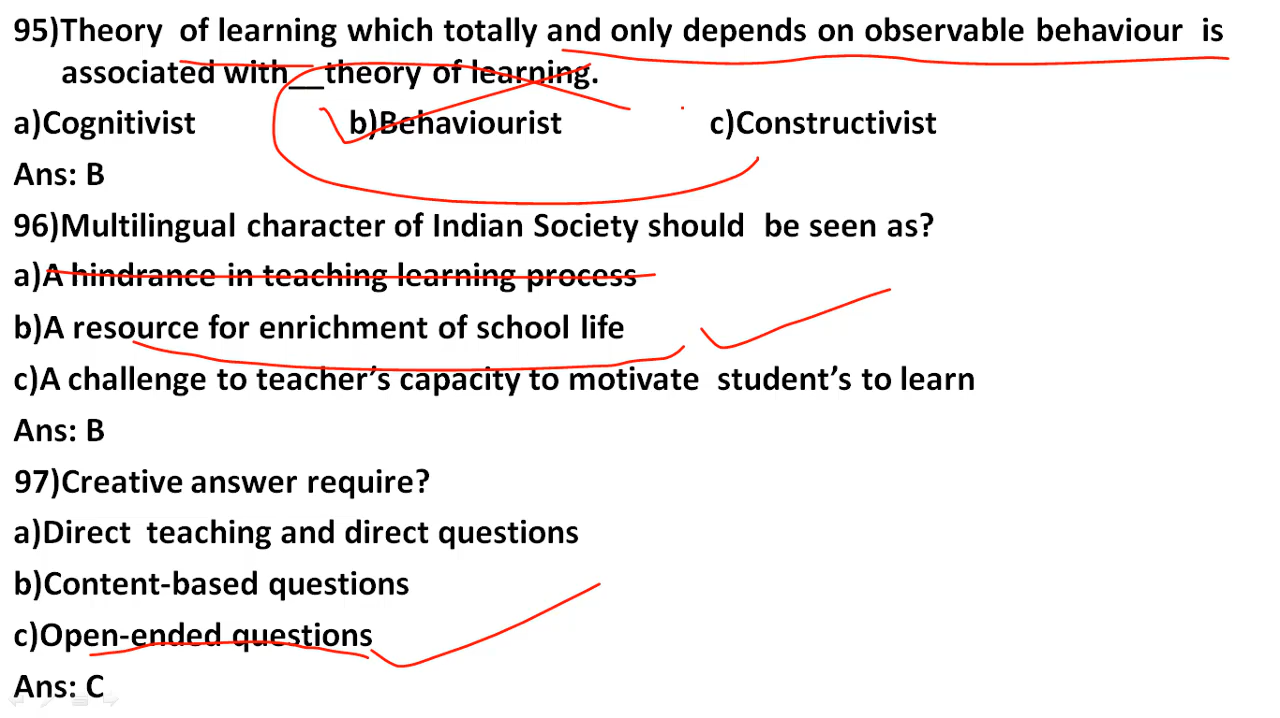 95)Theory of learning which totally and only depends on observable behaviour is
associated with__theory of learning.
a)Cognitivist b)Behaviourist c)Constructivist
Ans: B
96)Multilingual character of Indian Society should be seen as?
a)A hindrance in teaching learning process
b)A resource for enrichment of school life
c)A challenge to teacher’s capacity to motivate student’s to learn
Ans: B
97)Creative answer require?
a)Direct teaching and direct questions
b)Content-based questions
c)Open-ended questions
Ans: C